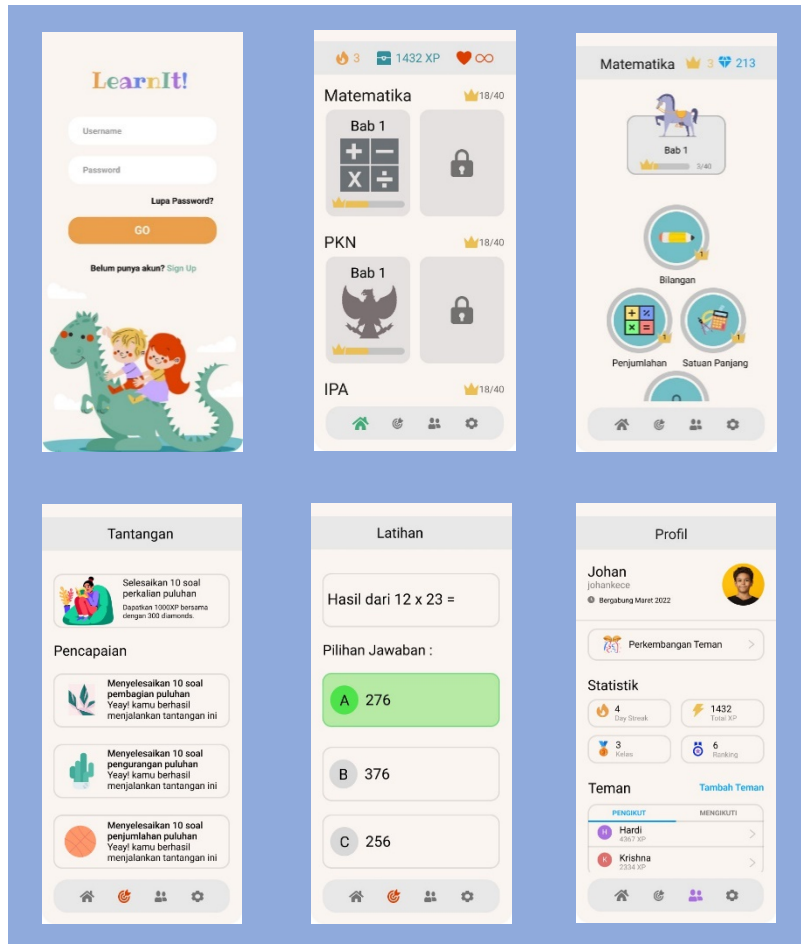 LearnIt!
Username
Password
Lupa Password?
GO
Belum punya akun? Sign Up
3 1432 XP ∞
Matematika 18/40
Bab 1
PKN 18/40
Bab 1
IPA 18/40
Matematika 3 213
Bab 1
3/40
1
Bilangan
1 1
Penjumlahan Satuan Panjang
Tantangan
Selesaikan 10 soal
perkalian puluhan
Dapatkan 1000XP bersama
dengan 300 diamonds.
Pencapaian
Menyelesaikan 10 soal
pembagian puluhan
Yeay! kamu berhasil
menjalankan tantangan ini
Menyelesaikan 10 soal
pengurangan puluhan
Yeay! kamu berhasil
menjalankan tantangan ini
Menyelesaikan 10 soal
penjumlahan puluhan
Yeay! kamu berhasil
menjalankan tantangan ini
Latihan
Hasil dari 12 x 23 =
Pilihan Jawaban :
A 276
B 376
C 256
Profil
Johan
johankece
Bergabung Maret 2022
Perkembangan Teman
Statistik
4
Day Streak
1432
Total XP
3
Kelas
6
Ranking
Teman Tambah Teman
PENGIKUT MENGIKUTI
H Hardi
4367 XP
K Krishna
2334 XP